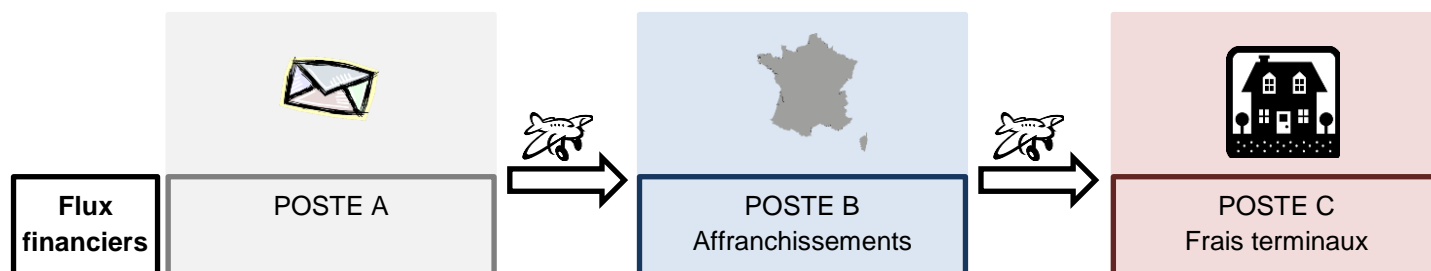 Flux
financiers
POSTE A
POSTE B
Affranchissements
POSTE C
Frais terminaux